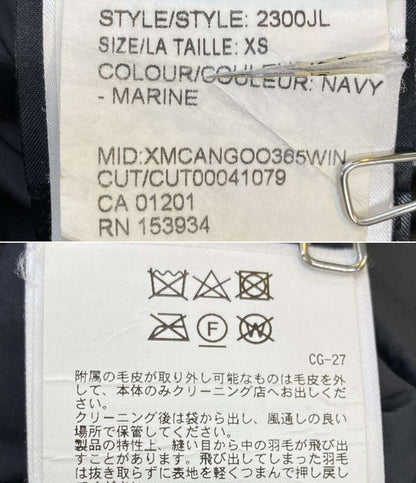 STYLE/STYLE: 2300JL
SIZE/LA TAILLE: XS
COLOUR/COULEUR: NAVY
- MARINE
MID:XMCANGOO365WIN
CUT/CUT00041079
CA 01201
RN 153934
F
W
CG-27
附属の毛皮が取り外し可能なものは毛皮を外
して、本体のみクリーニング店へお出しくだ
さい。
クリーニング後は袋から出し、風通しの良い
場所で保管してください。
製品の特性上、縫い目から中の羽毛が飛び出
すことがあります。飛び出てしまった羽毛
は抜き取らずに表地を軽くつまんで押し戻し